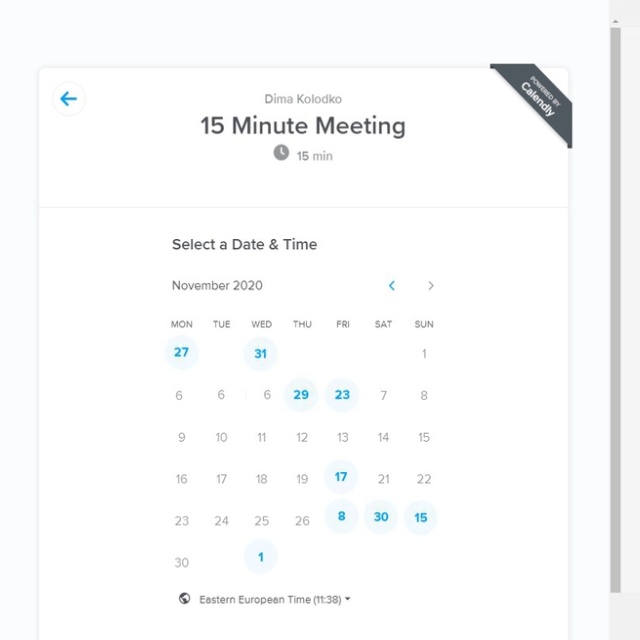 POWERED BY
Calendly
Dima Kolodko
15 Minute Meeting
15 min
Select a Date & Time
November 2020
MON TUE WED THU FRI SAT SUN
27 31 1
6 6 6 29 23 7 8
9 10 11 12 13 14 15
16 17 18 19 17 21 22
23 24 25 26 8 30 15
30 1
Eastern European Time (11:38)